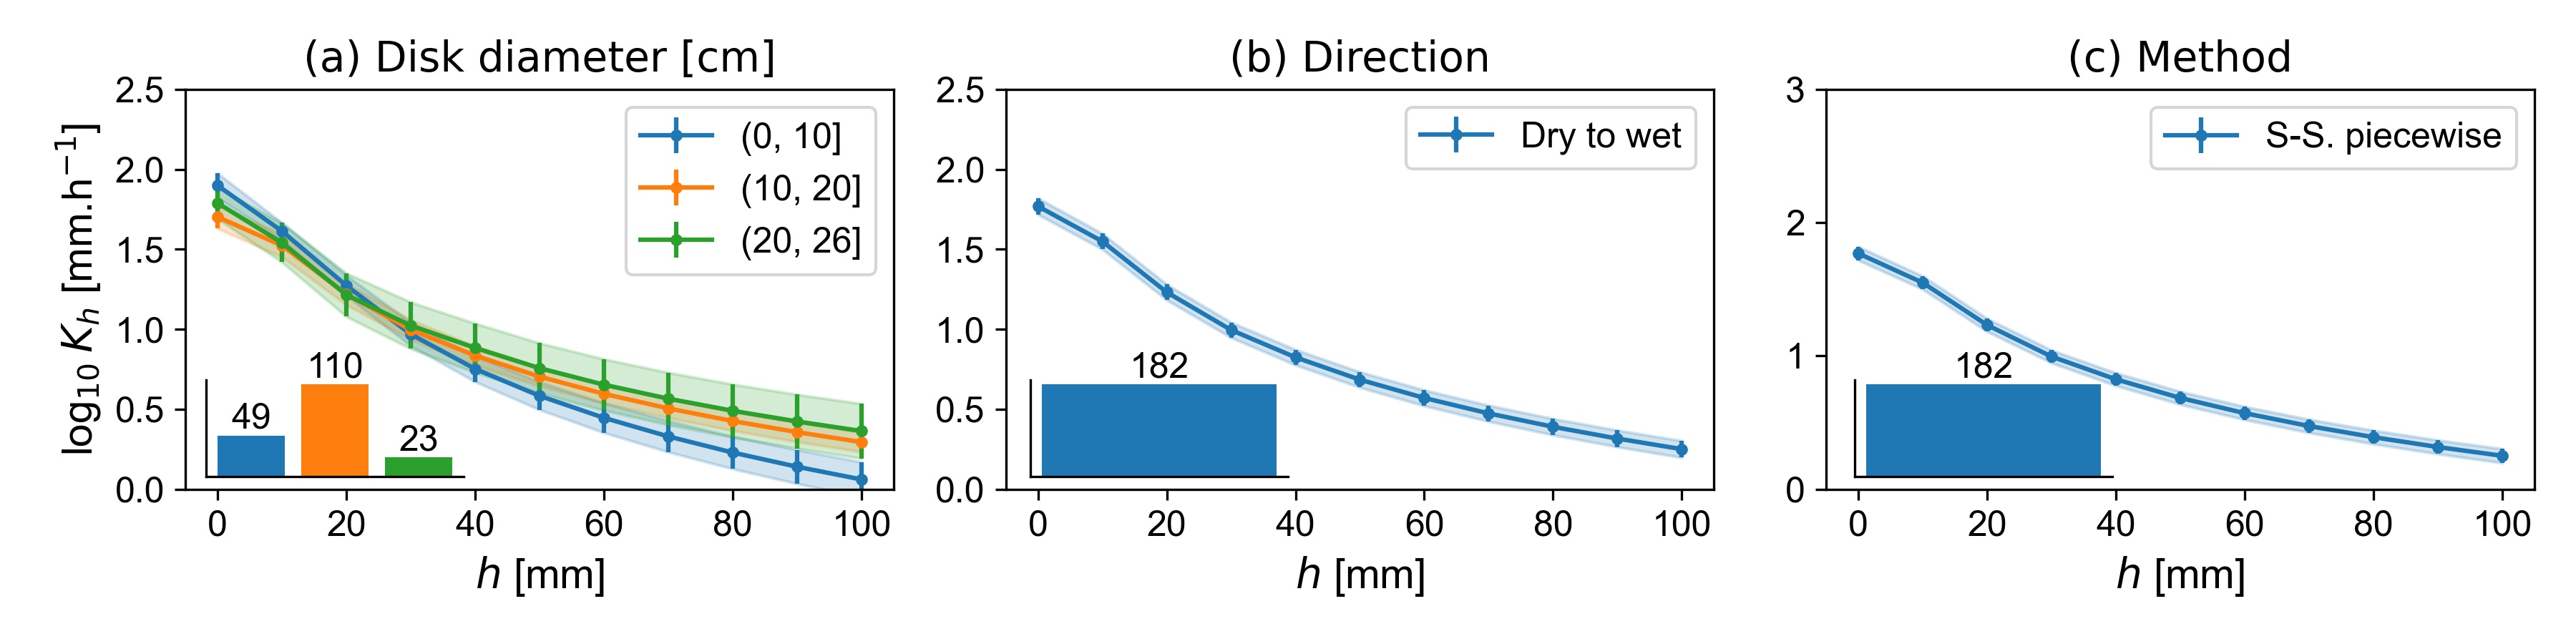 (a) Disk diameter [cm]
2.5
2.0
1.5
1.0
0.5
0.0
log₁₀ Kₕ [mm.h⁻¹]
(0, 10]
(10, 20]
(20, 26]
49
110
23
0 20 40 60 80 100
h [mm]
(b) Direction
2.5
2.0
1.5
1.0
0.5
0.0
Dry to wet
182
0 20 40 60 80 100
h [mm]
(c) Method
3
2
1
0
S-S. piecewise
182
0 20 40 60 80 100
h [mm]